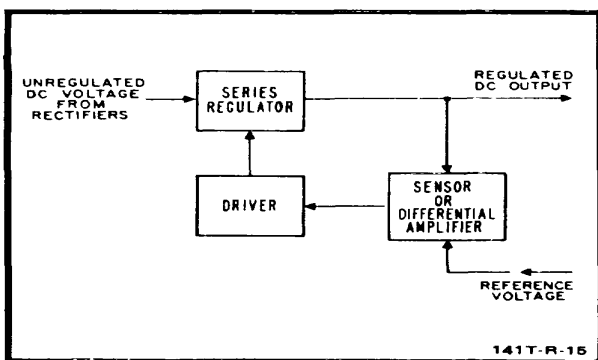 UNREGULATED
DC VOLTAGE
FROM
RECTIFIERS
SERIES
REGULATOR
REGULATED
DC OUTPUT
DRIVER
SENSOR
OR
DIFFERENTIAL
AMPLIFIER
REFERENCE
VOLTAGE
141T-R-15